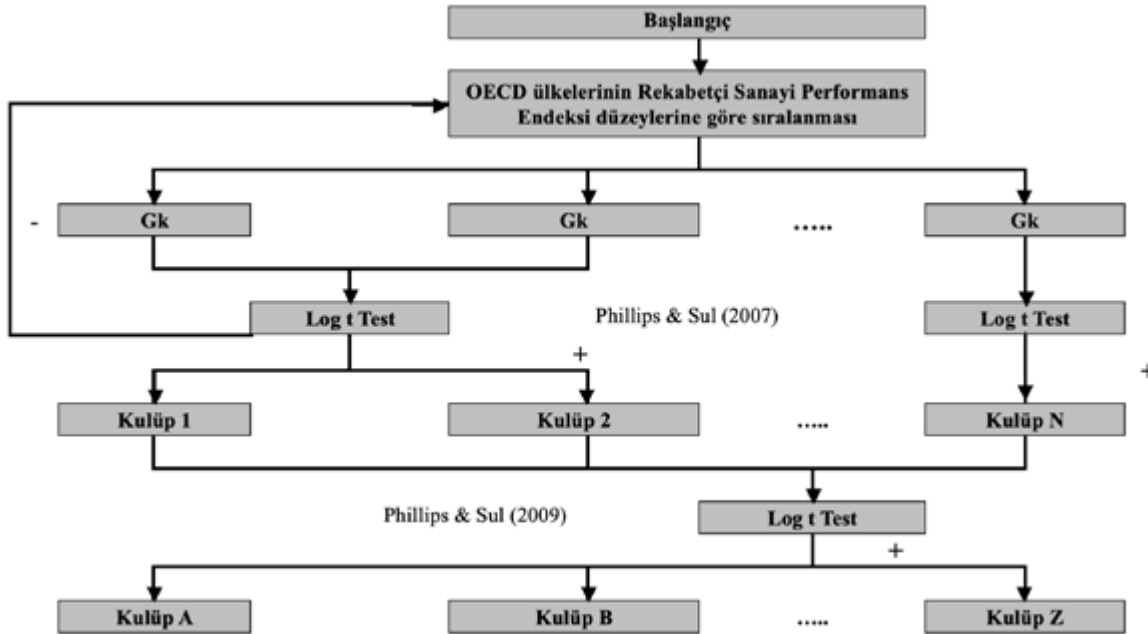 Başlangıç
OECD ülkelerinin Rekabetçi Sanayi Performans
Endeksi düzeylerine göre sıralanması
- Gk Gk ..... Gk
Log t Test Phillips & Sul (2007) Log t Test
+ +
Kulüp 1 Kulüp 2 ..... Kulüp N
Phillips & Sul (2009) Log t Test
+
Kulüp A Kulüp B ..... Kulüp Z